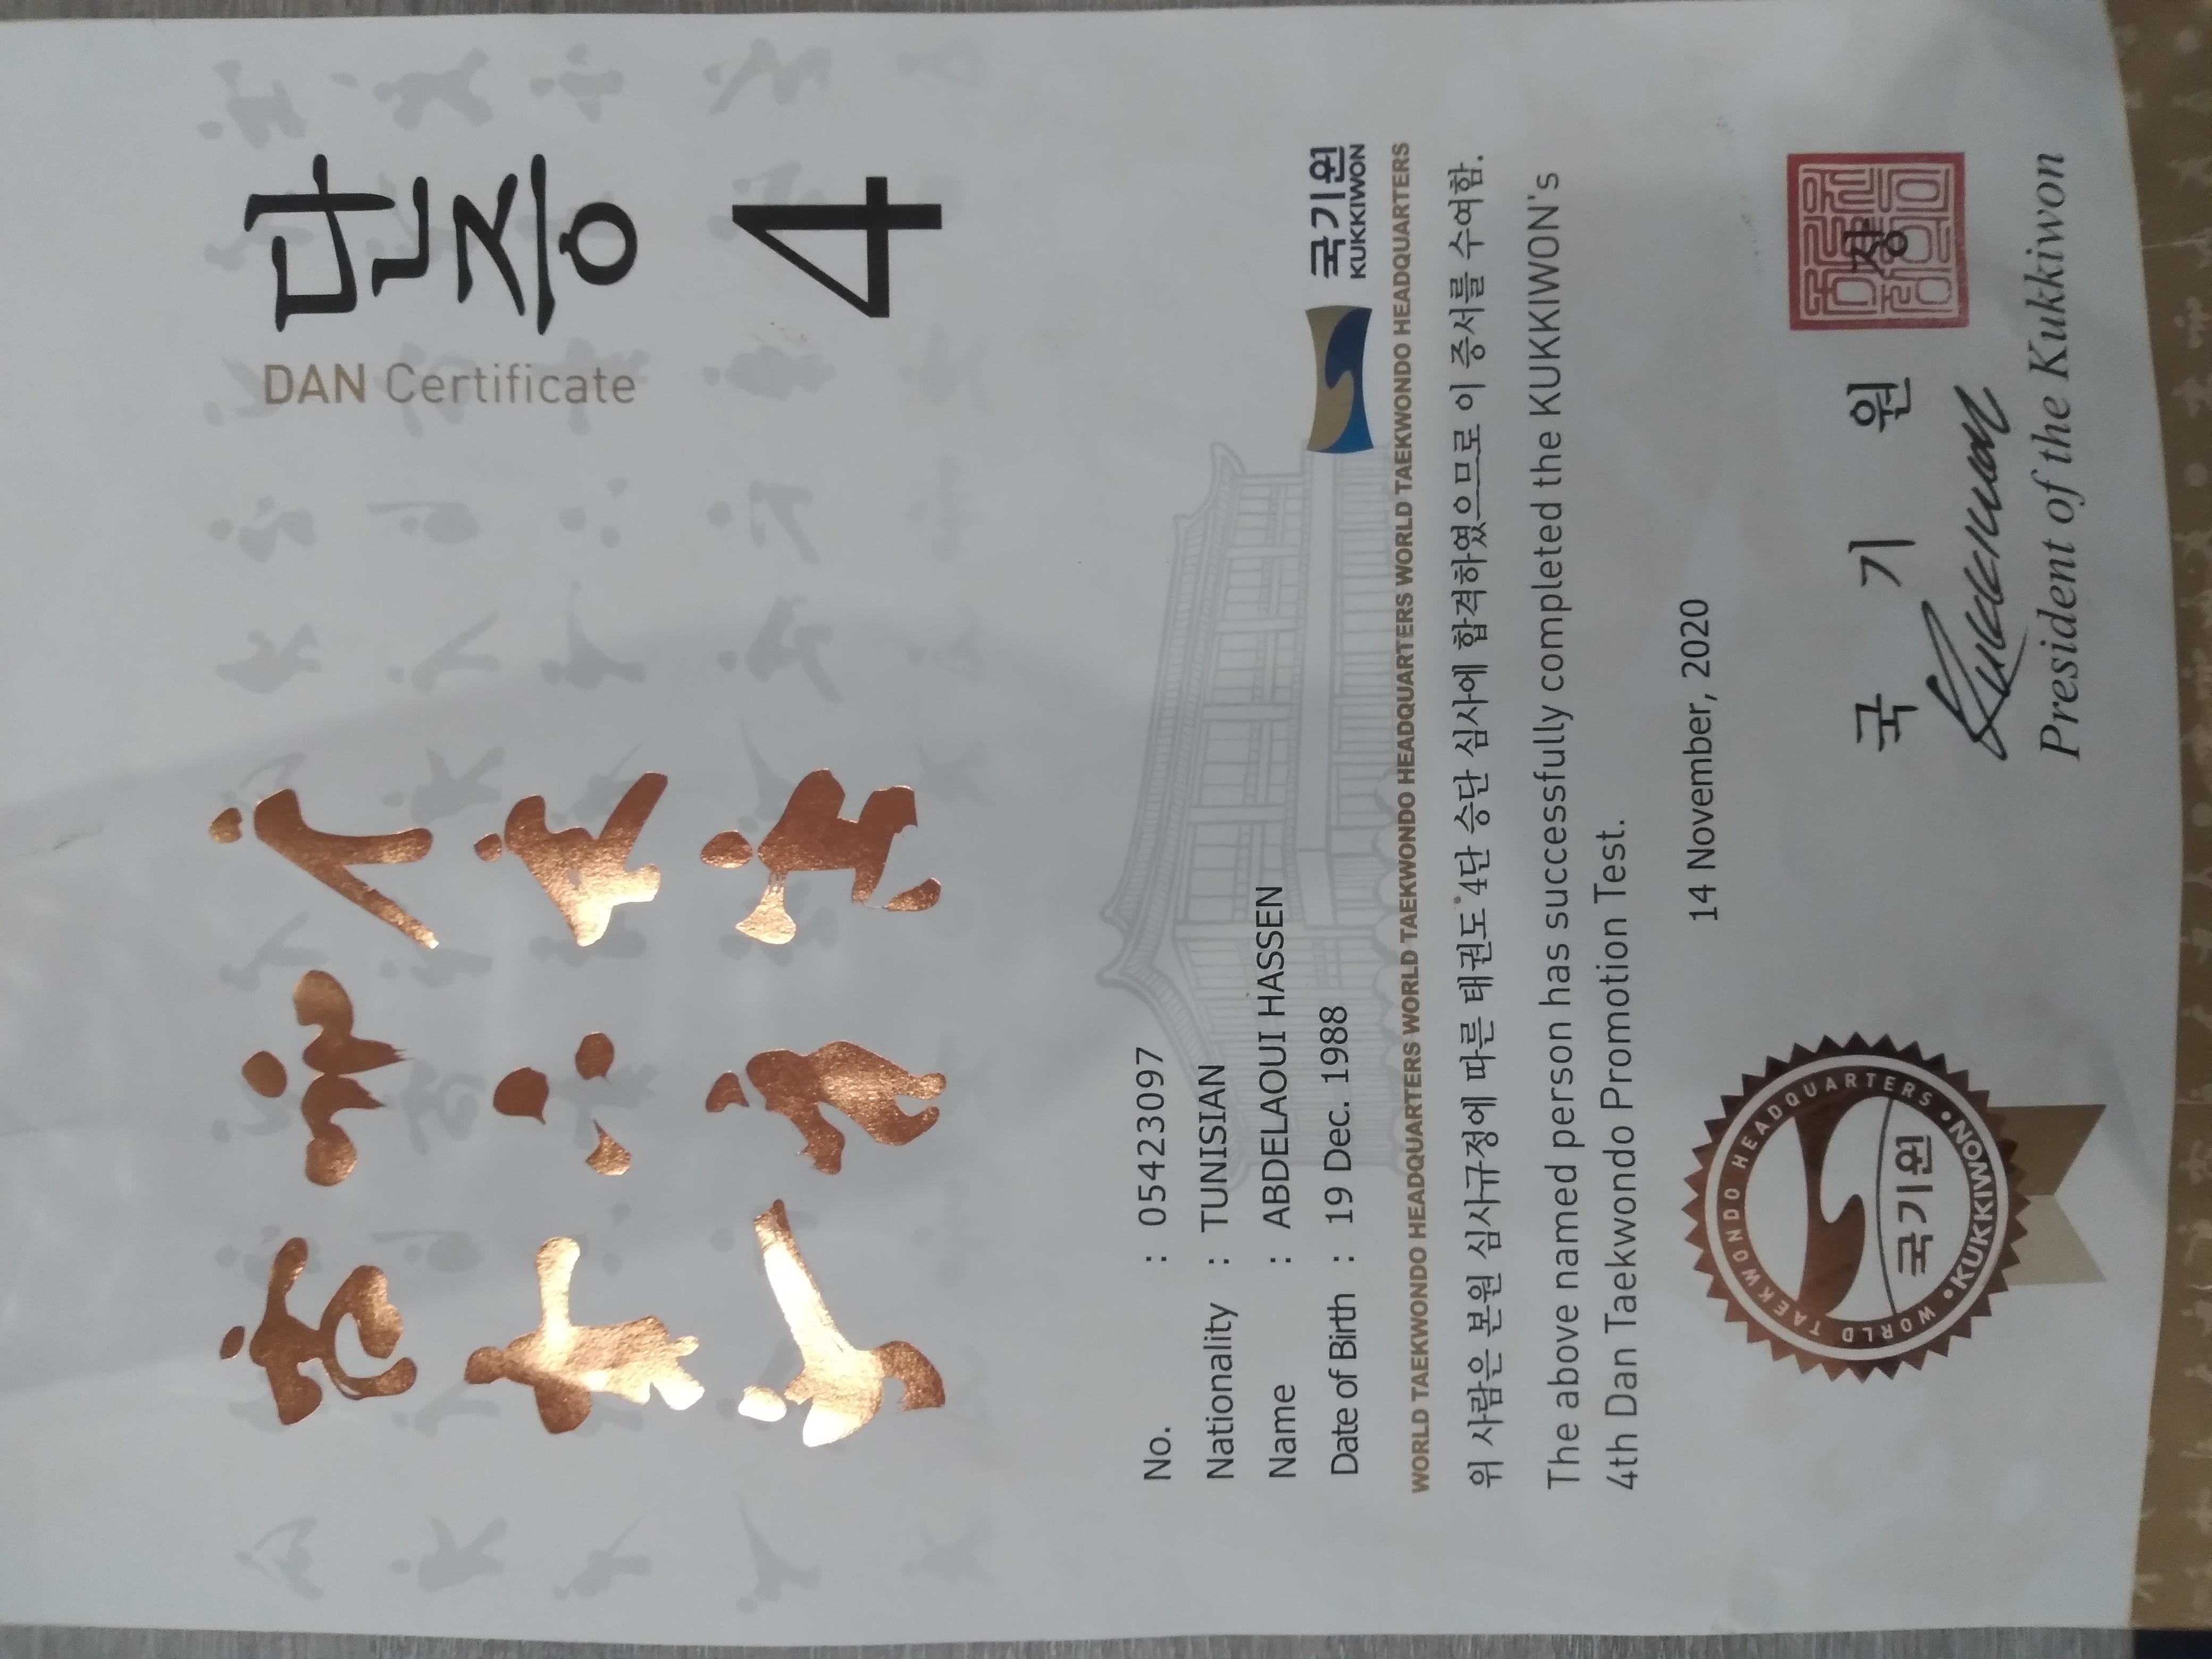 단증
DAN Certificate
4
No. : 05423097
Nationality : TUNISIAN
Name : ABDELAOUI HASSEN
Date of Birth : 19 Dec. 1988
국기원
KUKKIWON
WORLD TAEKWONDO HEADQUARTERS WORLD TAEKWONDO HEADQUARTERS WORLD TAEKWONDO HEADQUARTERS WORLD TAEKWONDO HEADQUARTERS
위 사람은 본원 심사규정에 따른 태권도 4단 승단 심사에 합격하였으므로 이 증서를 수여함.
The above named person has successfully completed the KUKKIWON's
4th Dan Taekwondo Promotion Test.
14 November, 2020
국 기 원 장
President of the Kukkiwon
WORLD TAEKWONDO HEADQUARTERS
국기원
• KUKKIWON •